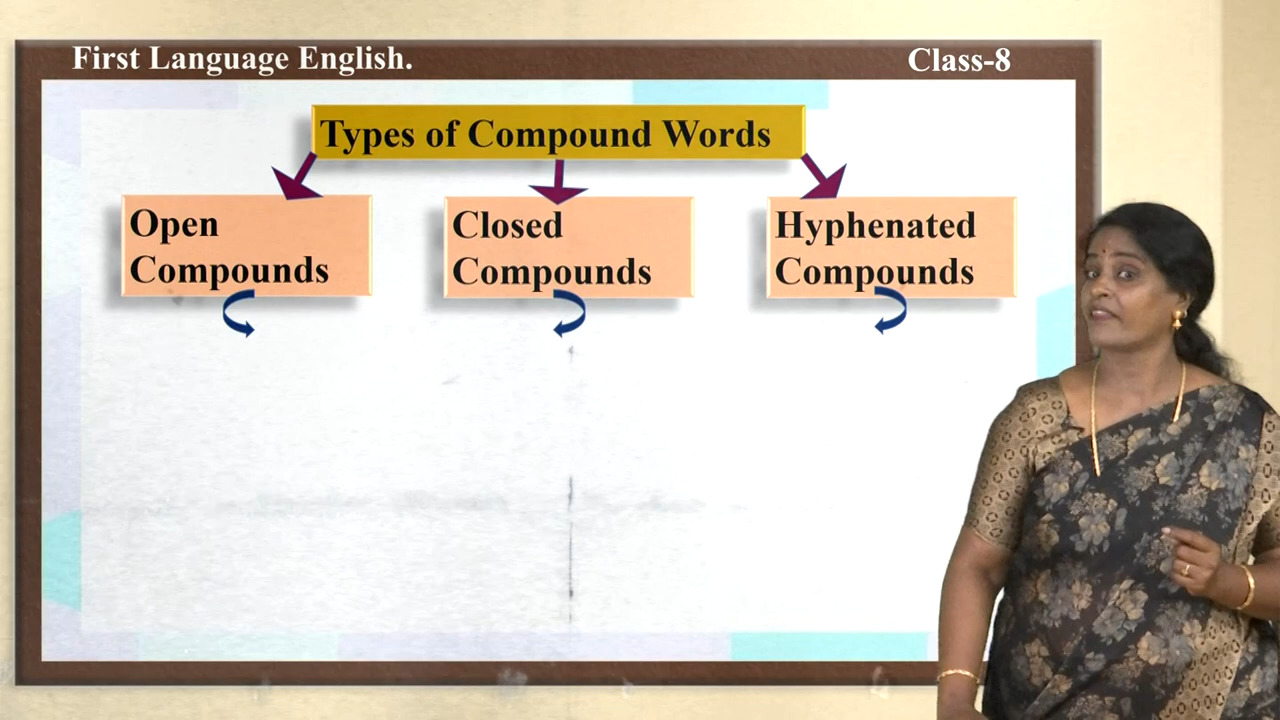 First Language English.
Class-8
Types of Compound Words
Open
Compounds
Closed
Compounds
Hyphenated
Compounds